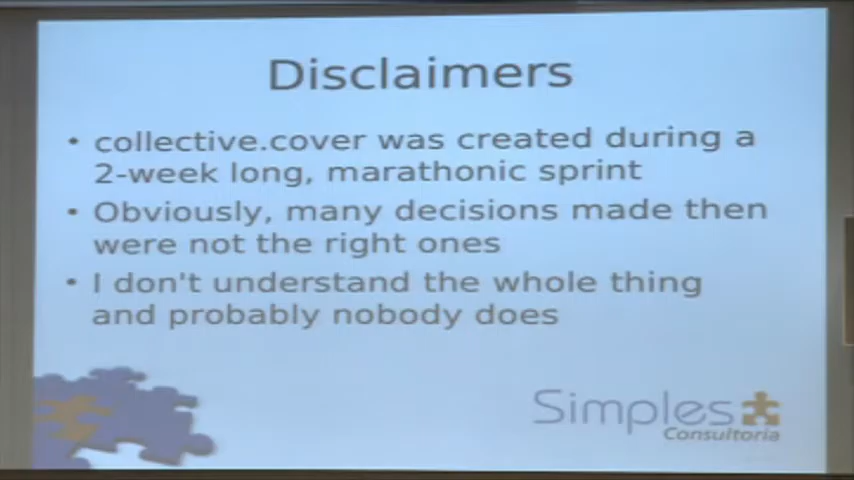 Disclaimers
• collective.cover was created during a
2-week long, marathonic sprint
• Obviously, many decisions made then
were not the right ones
• I don't understand the whole thing
and probably nobody does
Simples
Consultoria